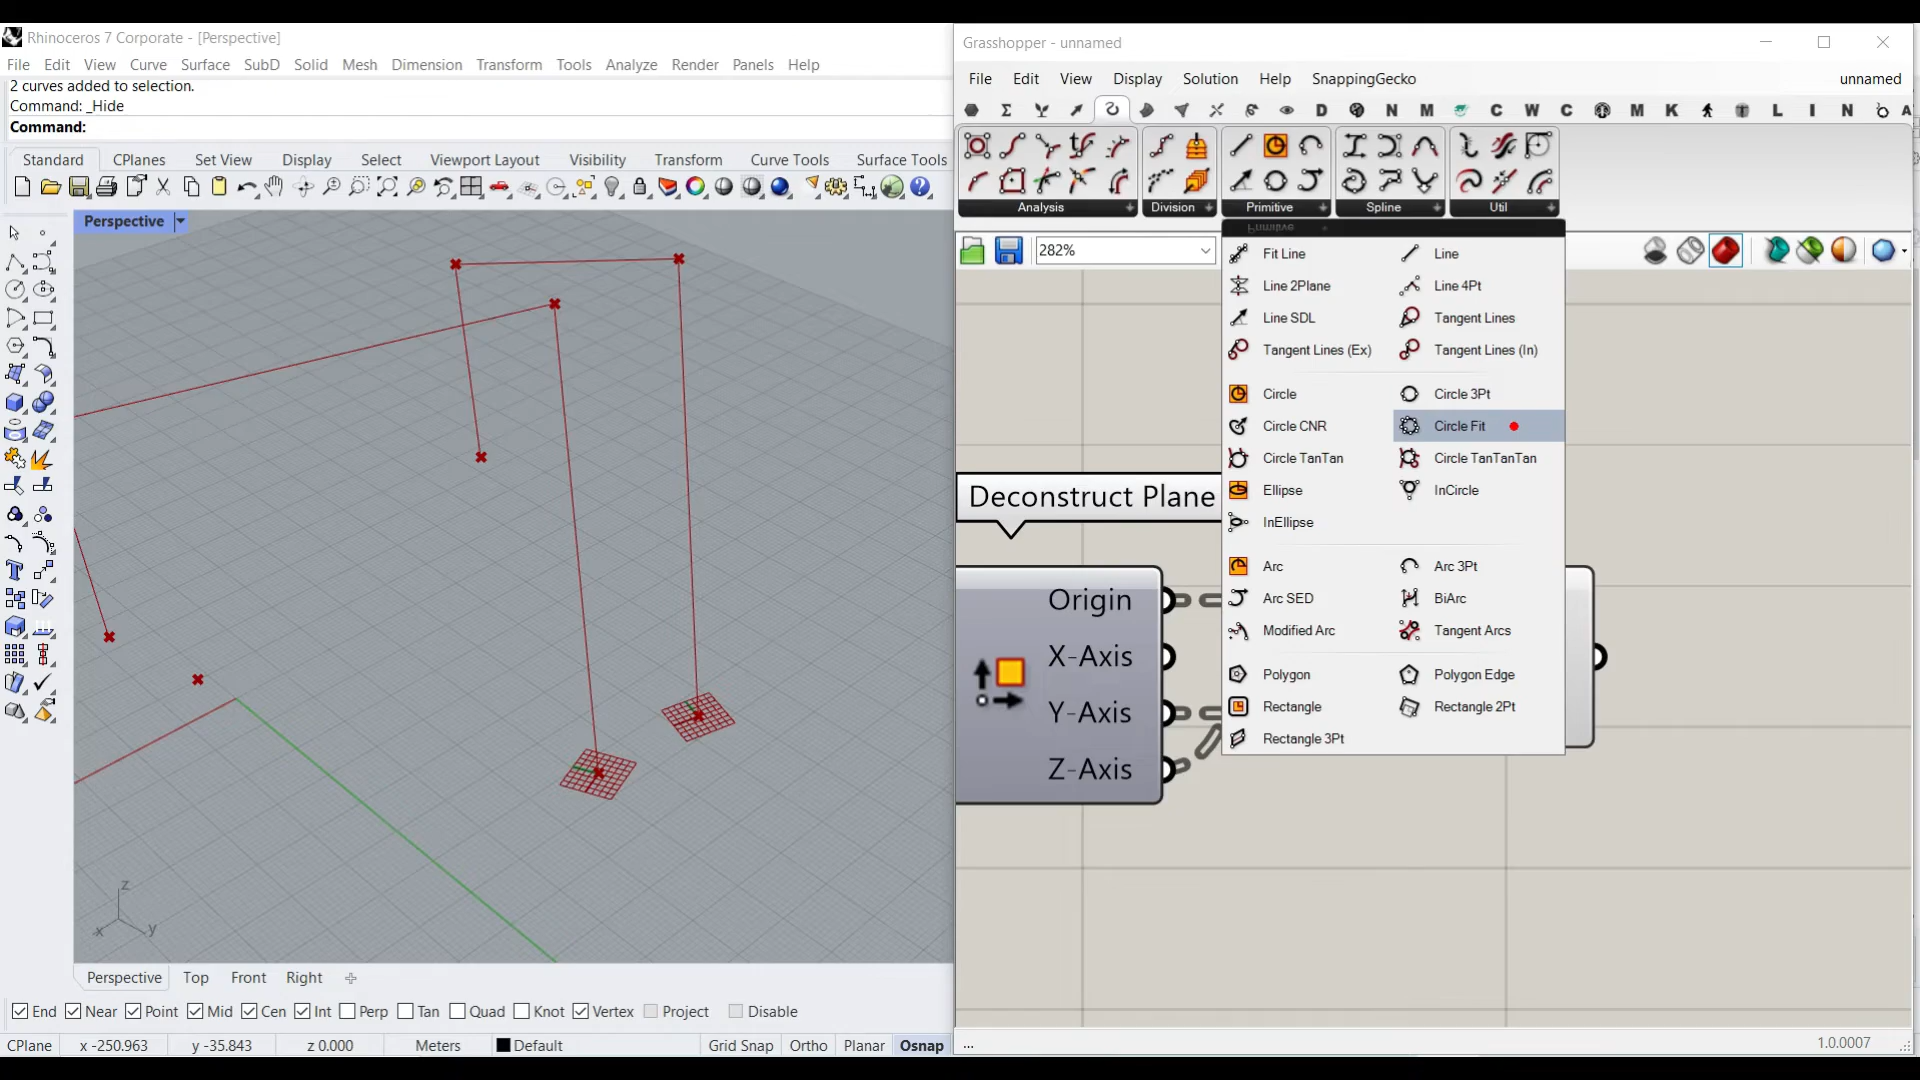 Rhinoceros 7 Corporate - [Perspective]
File Edit View Curve Surface SubD Solid Mesh Dimension Transform Tools Analyze Render Panels Help
2 curves added to selection.
Command: _Hide
Command:
Standard CPlanes Set View Display Select Viewport Layout Visibility Transform Curve Tools Surface Tools
Perspective
z
x
y
Perspective Top Front Right
End Near Point Mid Cen Int Perp Tan Quad Knot Vertex Project Disable
CPlane x -250.963 y -35.843 z 0.000 Meters Default Grid Snap Ortho Planar Osnap
Grasshopper - unnamed
File Edit View Display Solution Help SnappingGecko unnamed
D N M C W C M K L I N A
Analysis Division Primitive Spline Util
282%
Primitive
Fit Line Line
Line 2Plane Line 4Pt
Line SDL Tangent Lines
Tangent Lines (Ex) Tangent Lines (In)
Circle Circle 3Pt
Circle CNR Circle Fit
Circle TanTan Circle TanTanTan
Ellipse InCircle
InEllipse
Arc Arc 3Pt
Arc SED BiArc
Modified Arc Tangent Arcs
Polygon Polygon Edge
Rectangle Rectangle 2Pt
Rectangle 3Pt
Deconstruct Plane
Origin
X-Axis
Y-Axis
Z-Axis
... 1.0.0007